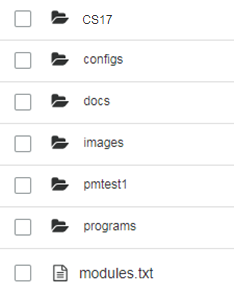 CS17
configs
docs
images
pmtest1
programs
modules.txt